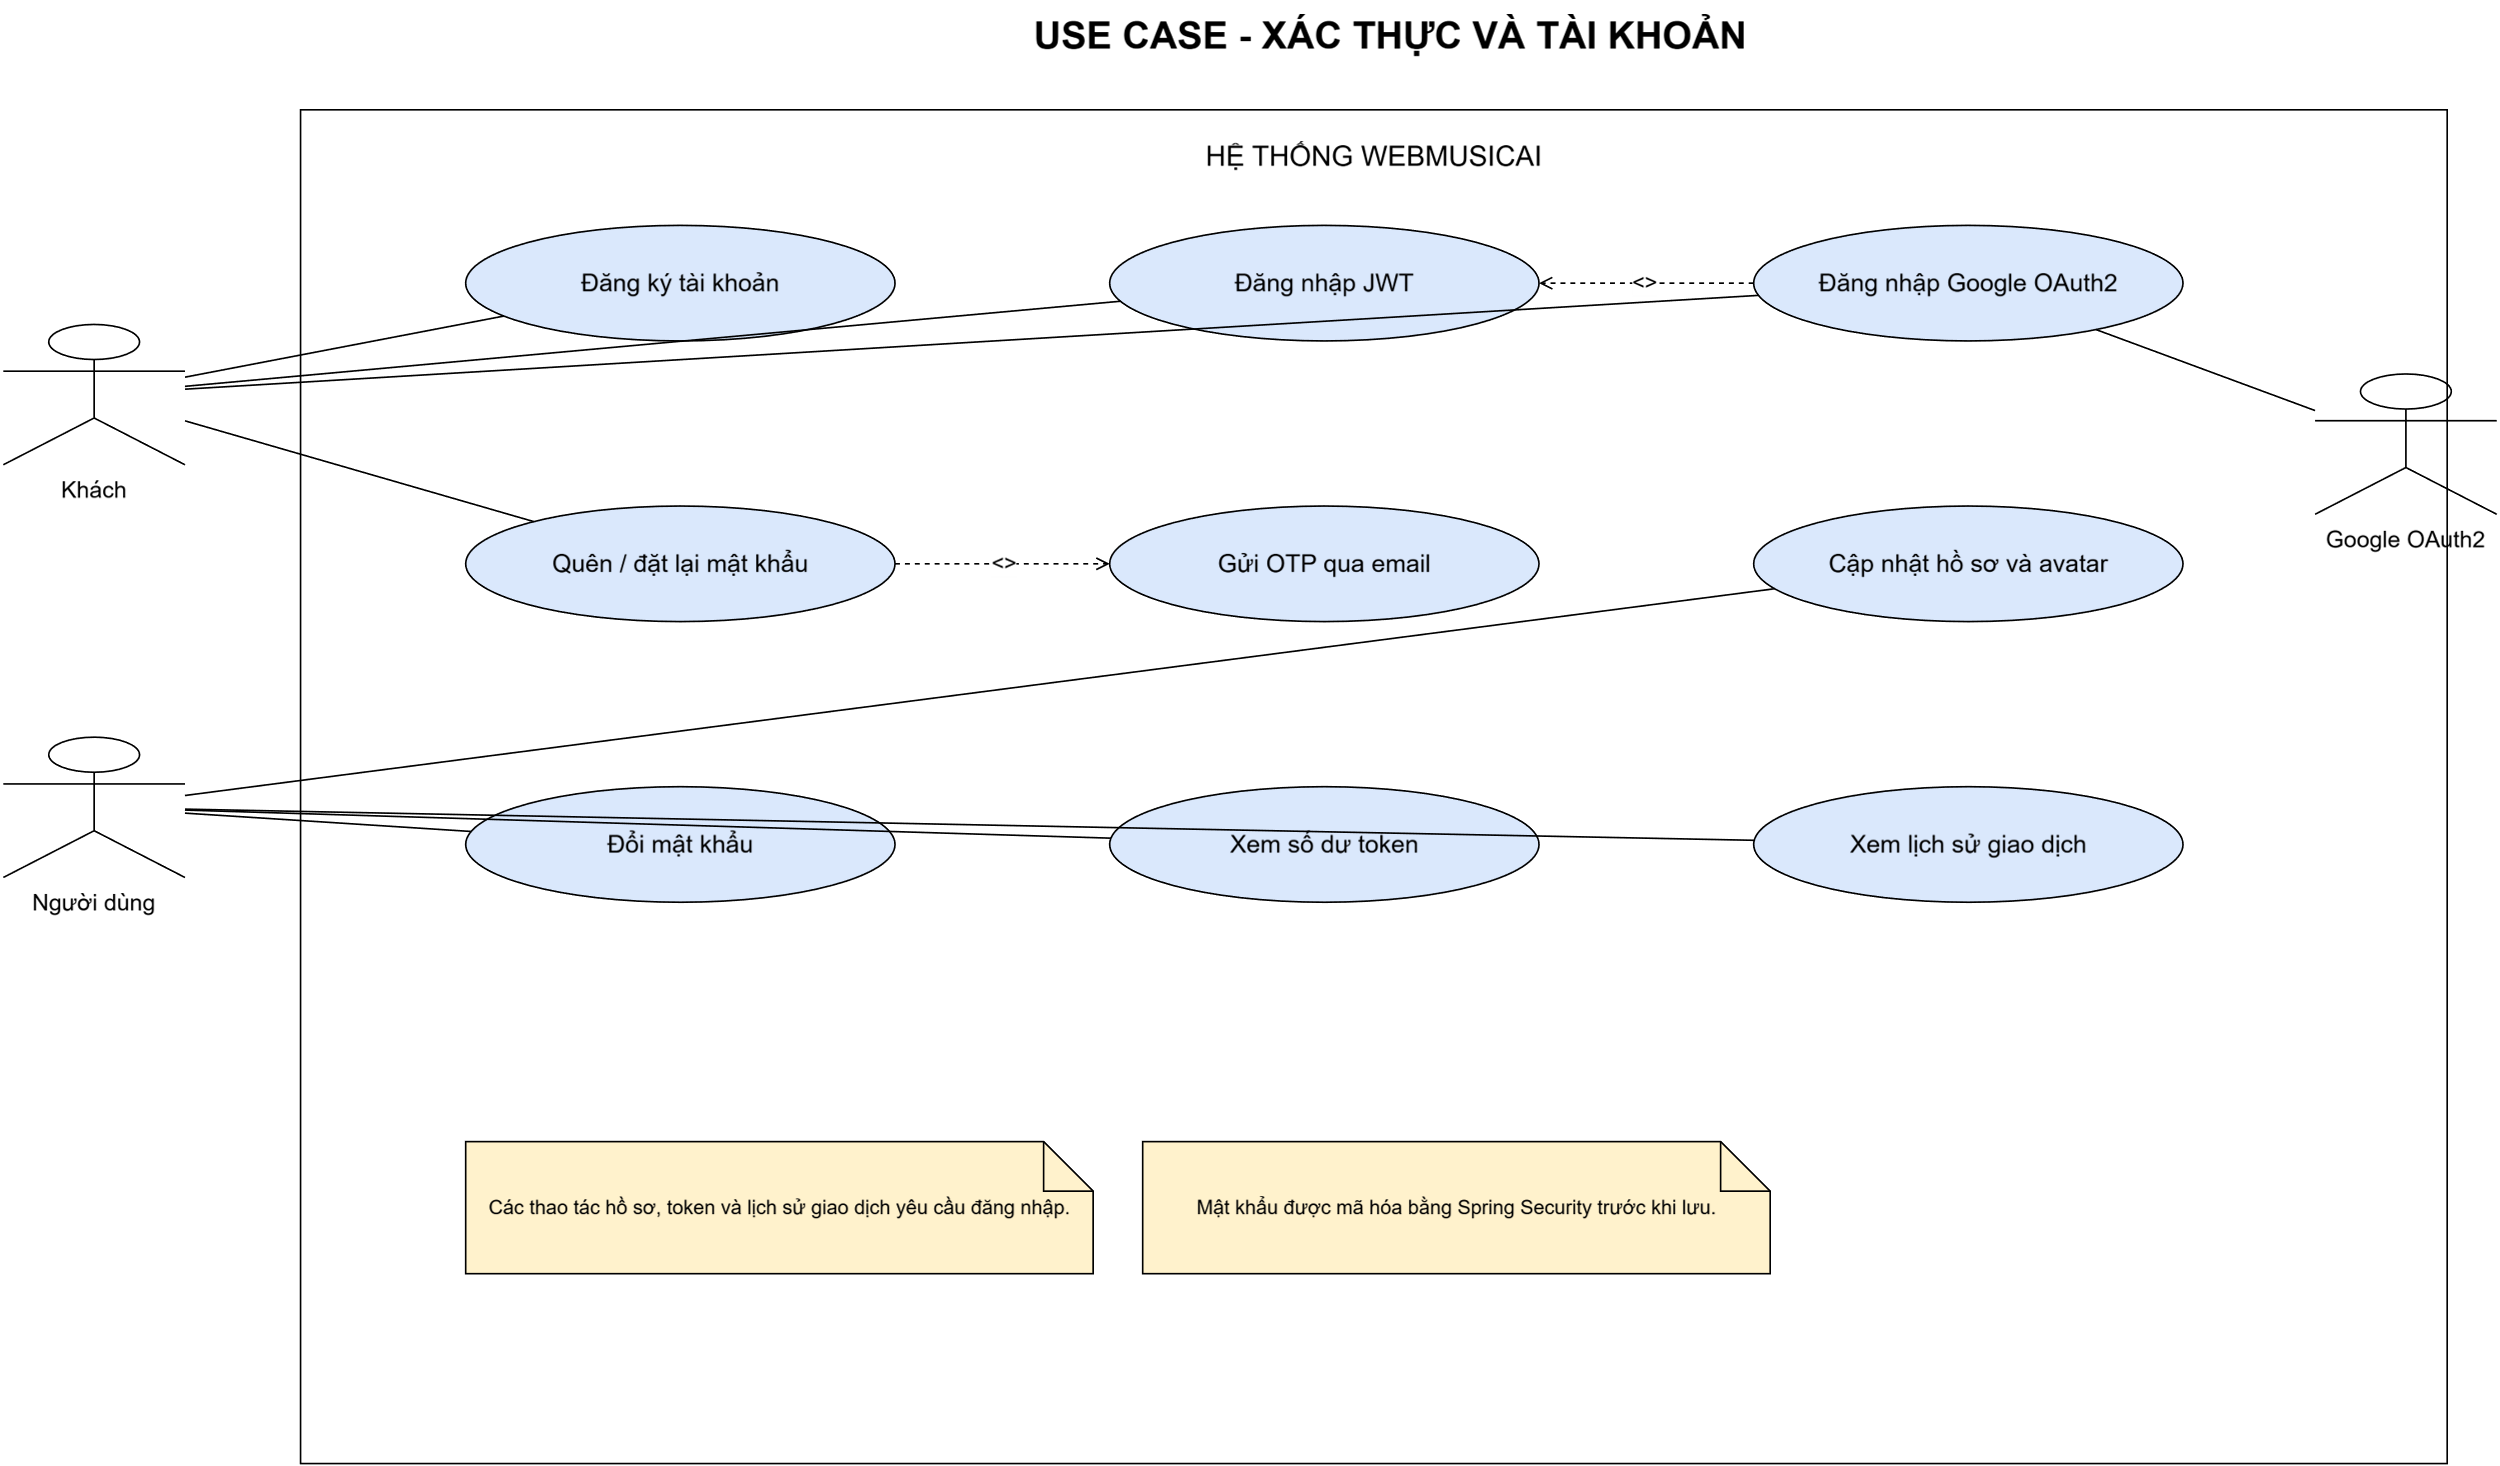 USE CASE - XÁC THỰC VÀ TÀI KHOẢN
HỆ THỐNG WEBMUSICAI
Đăng ký tài khoản
Đăng nhập JWT
<>
Đăng nhập Google OAuth2
Khách
Google OAuth2
Quên / đặt lại mật khẩu
<>
Gửi OTP qua email
Cập nhật hồ sơ và avatar
Người dùng
Đổi mật khẩu
Xem số dư token
Xem lịch sử giao dịch
Các thao tác hồ sơ, token và lịch sử giao dịch yêu cầu đăng nhập.
Mật khẩu được mã hóa bằng Spring Security trước khi lưu.